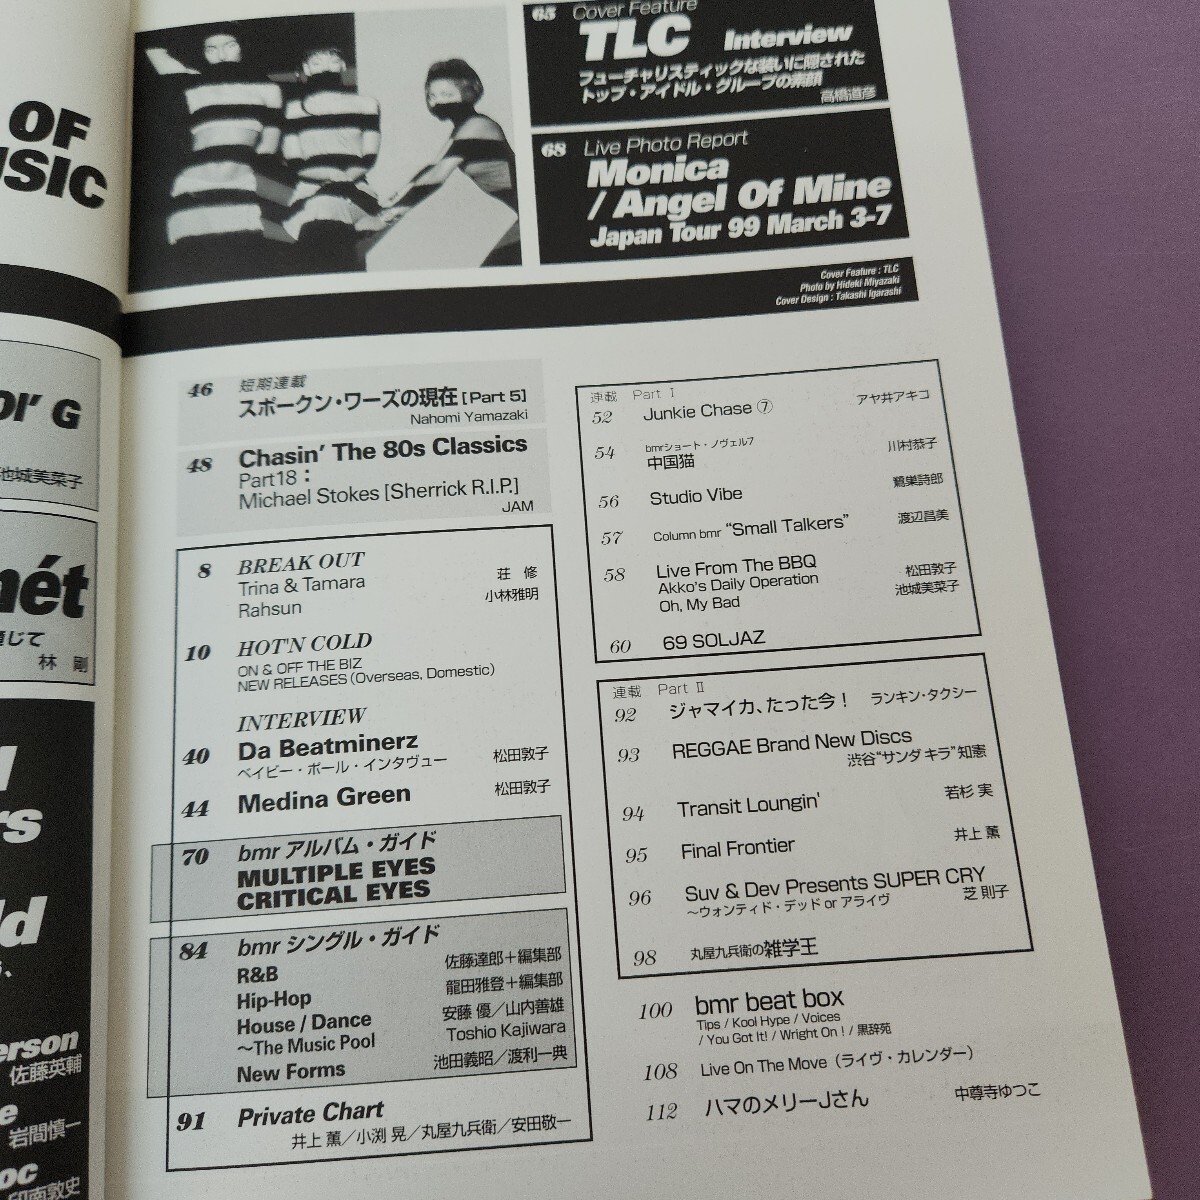 OF
USIC
OI' G
池城美菜子
mét
通じて
林 剛
rs
ld
erson
佐藤英輔
e
岩間慎一
oc
印南敦史
65 Cover Feature
TLC Interview
フューチャリスティックな装いに隠された
トップ・アイドル・グループの素顔
高橋道彦
68 Live Photo Report
Monica
/ Angel Of Mine
Japan Tour 99 March 3-7
Cover Feature : TLC
Photo by Hideki Miyazaki
Cover Design : Takashi Igarashi
46 短期連載
スポークン・ワーズの現在 [Part 5]
Nahomi Yamazaki
48 Chasin' The 80s Classics
Part18 :
Michael Stokes [Sherrick R.I.P.]
JAM
8 BREAK OUT
Trina & Tamara 荘 修
Rahsun 小林雅明
10 HOT'N COLD
ON & OFF THE BIZ
NEW RELEASES (Overseas, Domestic)
INTERVIEW
40 Da Beatminerz
ベイビー・ポール・インタヴュー 松田敦子
44 Medina Green 松田敦子
70 bmr アルバム・ガイド
MULTIPLE EYES
CRITICAL EYES
84 bmr シングル・ガイド
R&B 佐藤達郎＋編集部
Hip-Hop 龍田雅登＋編集部
House / Dance 安藤 優／山内善雄
～The Music Pool Toshio Kajiwara
New Forms 池田義昭／渡利一典
91 Private Chart
井上 薫／小渕 晃／丸屋九兵衛／安田敬一
連載 Part I
52 Junkie Chase ⑦ アヤ井アキコ
54 bmrショート・ノヴェル7
中国猫 川村恭子
56 Studio Vibe 鷺巣詩郎
57 Column bmr "Small Talkers" 渡辺昌美
58 Live From The BBQ
Akko's Daily Operation 松田敦子
Oh, My Bad 池城美菜子
60 69 SOLJAZ
連載 Part II
92 ジャマイカ、たった今！ ランキン・タクシー
93 REGGAE Brand New Discs
渋谷"サンダ キラ"知憲
94 Transit Loungin' 若杉 実
95 Final Frontier 井上 薫
96 Suv & Dev Presents SUPER CRY
～ウォンティド・デッド or アライヴ 芝 則子
98 丸屋九兵衛の雑学王
100 bmr beat box
Tips / Kool Hype / Voices
/ You Got It! / Wright On ! / 黒辞苑
108 Live On The Move（ライヴ・カレンダー）
112 ハマのメリーJさん 中尊寺ゆつこ